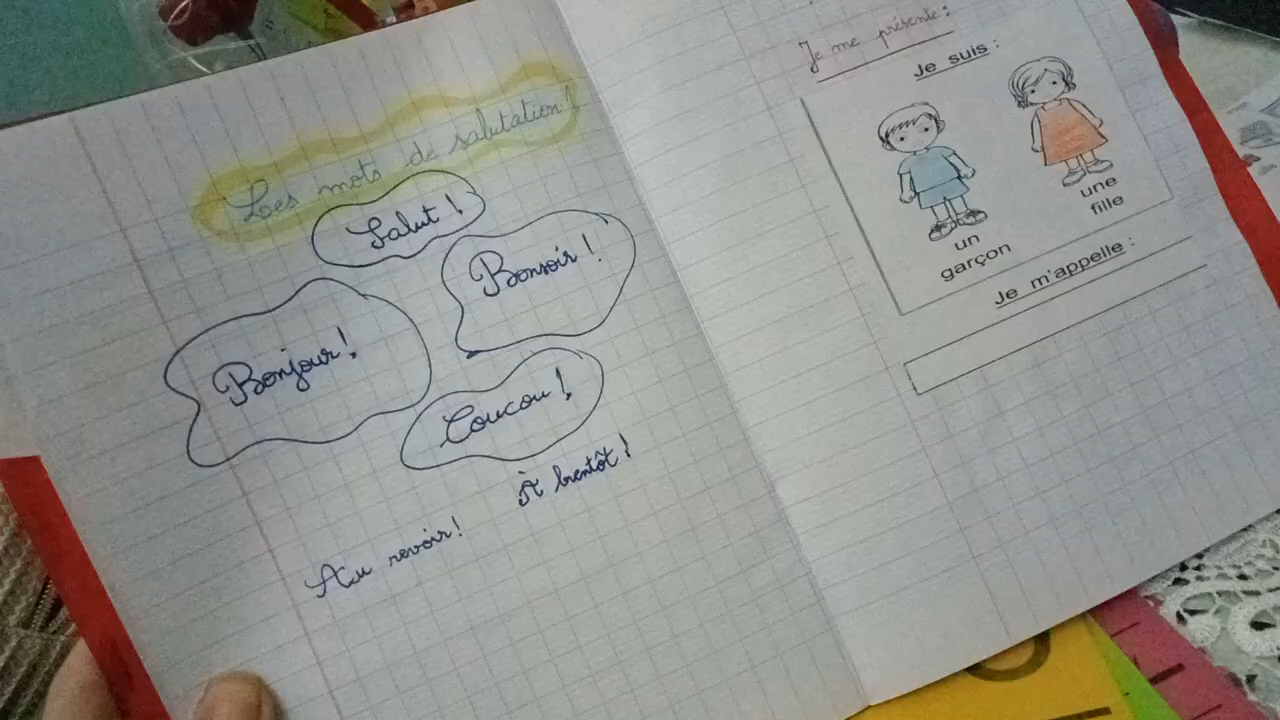 Les mots de salutation!
Salut !
Bonsoir !
Bonjour !
Coucou !
À bientôt !
Au revoir !
Je me présente :
Je suis :
un
garçon
une
fille
Je m'appelle :